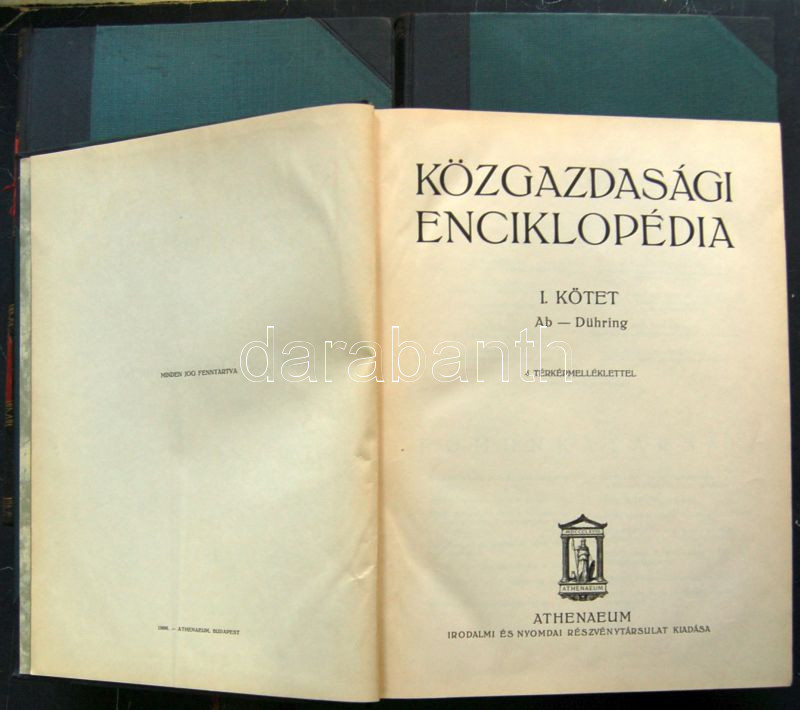 MINDEN JOG FENNTARTVA
ATHENAEUM, BUDAPEST
KÖZGAZDASÁGI
ENCIKLOPÉDIA
I. KÖTET
Ab — Dühring
TÉRKÉPMELLÉKLETTEL
ATHENAEUM
ATHENAEUM
IRODALMI ÉS NYOMDAI RÉSZVÉNYTÁRSULAT KIADÁSA
darabanth